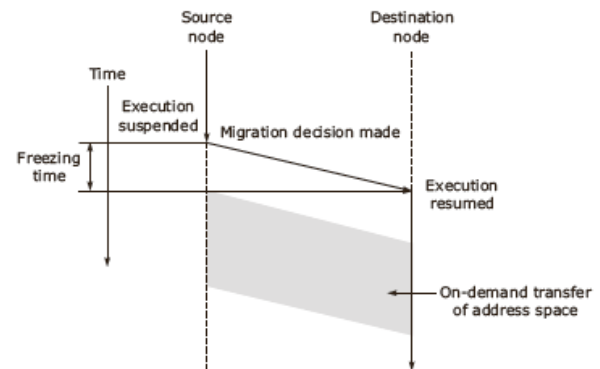 Source
node
Destination
node
Time
Execution
suspended
Migration decision made
Freezing
time
Execution
resumed
On-demand transfer
of address space